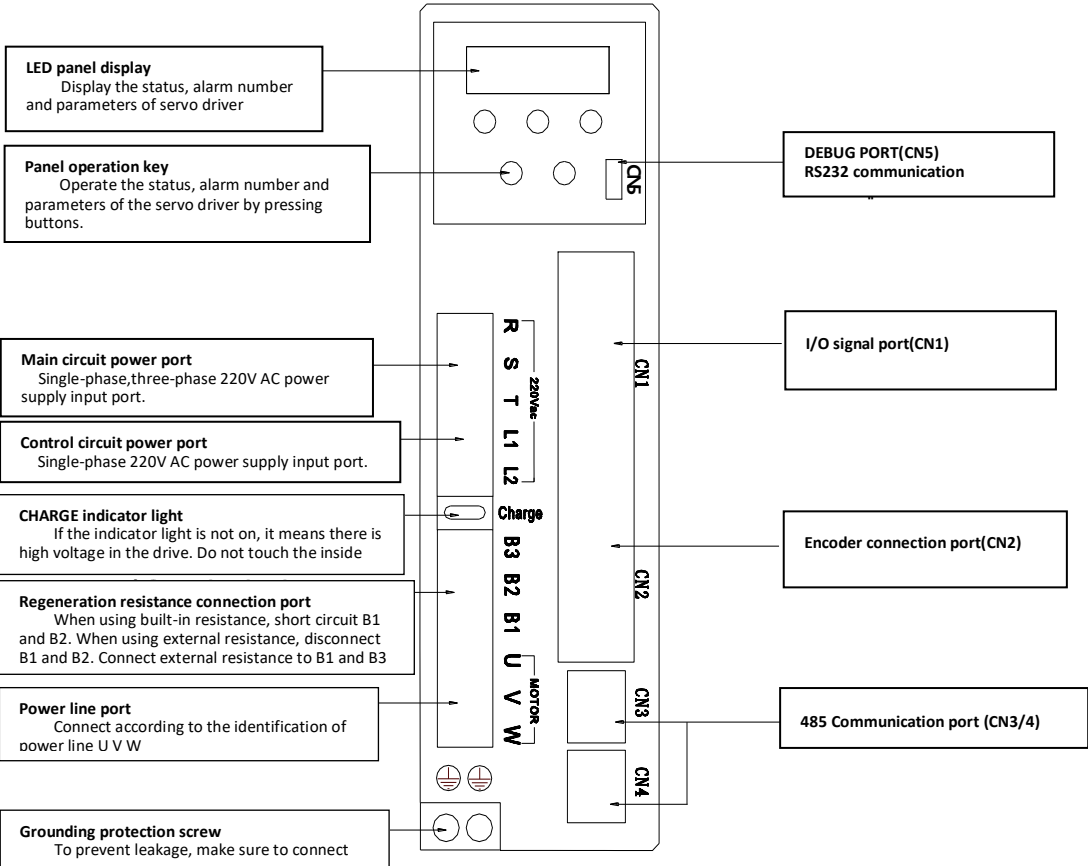 LED panel display
Display the status, alarm number
and parameters of servo driver
Panel operation key
Operate the status, alarm number and
parameters of the servo driver by pressing
buttons.
Main circuit power port
Single-phase,three-phase 220V AC power
supply input port.
Control circuit power port
Single-phase 220V AC power supply input port.
CHARGE indicator light
If the indicator light is not on, it means there is
high voltage in the drive. Do not touch the inside
Regeneration resistance connection port
When using built-in resistance, short circuit B1
and B2. When using external resistance, disconnect
B1 and B2. Connect external resistance to B1 and B3
Power line port
Connect according to the identification of
power line U V W
Grounding protection screw
To prevent leakage, make sure to connect
CN5
R
S
T
L1
L2
220Vac
Charge
B3
B2
B1
U
V
W
MOTOR
CN1
CN2
CN3
CN4
DEBUG PORT(CN5)
RS232 communication
I/O signal port(CN1)
Encoder connection port(CN2)
485 Communication port (CN3/4)